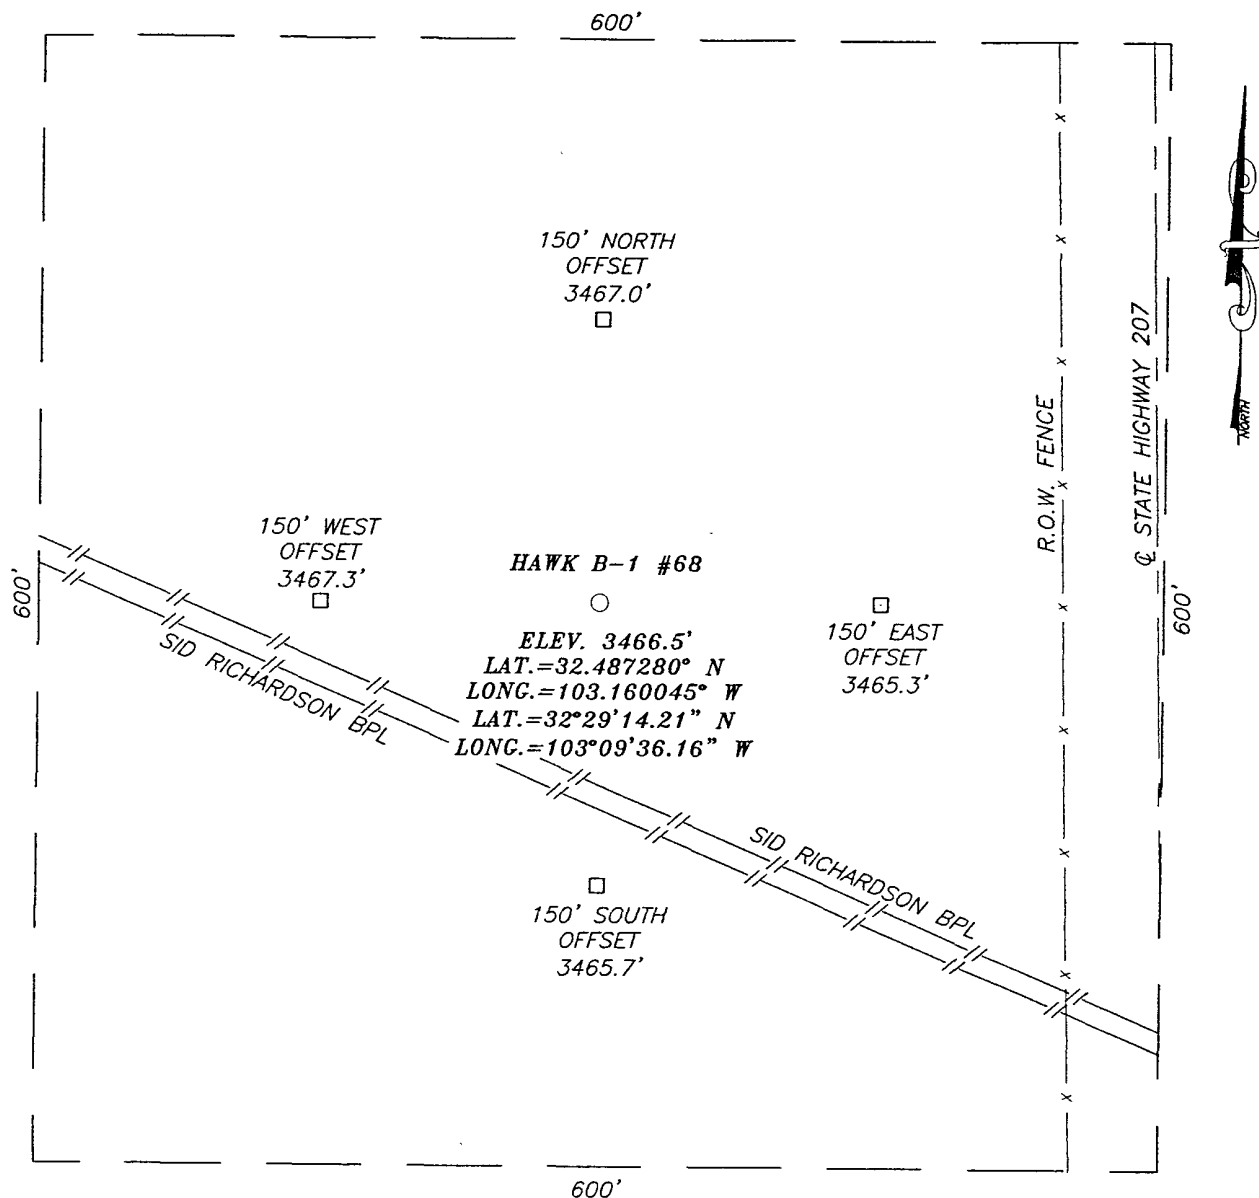 600'
150' NORTH
OFFSET
3467.0'
NORTH
STATE HIGHWAY 207
R.O.W. FENCE
150' WEST
OFFSET
3467.3'
HAWK B-1 #68
600'
600'
150' EAST
OFFSET
3465.3'
ELEV. 3466.5'
LAT.=32.487280° N
LONG.=103.160045° W
LAT.=32°29'14.21" N
LONG.=103°09'36.16" W
SID RICHARDSON BPL
SID RICHARDSON BPL
150' SOUTH
OFFSET
3465.7'
600'